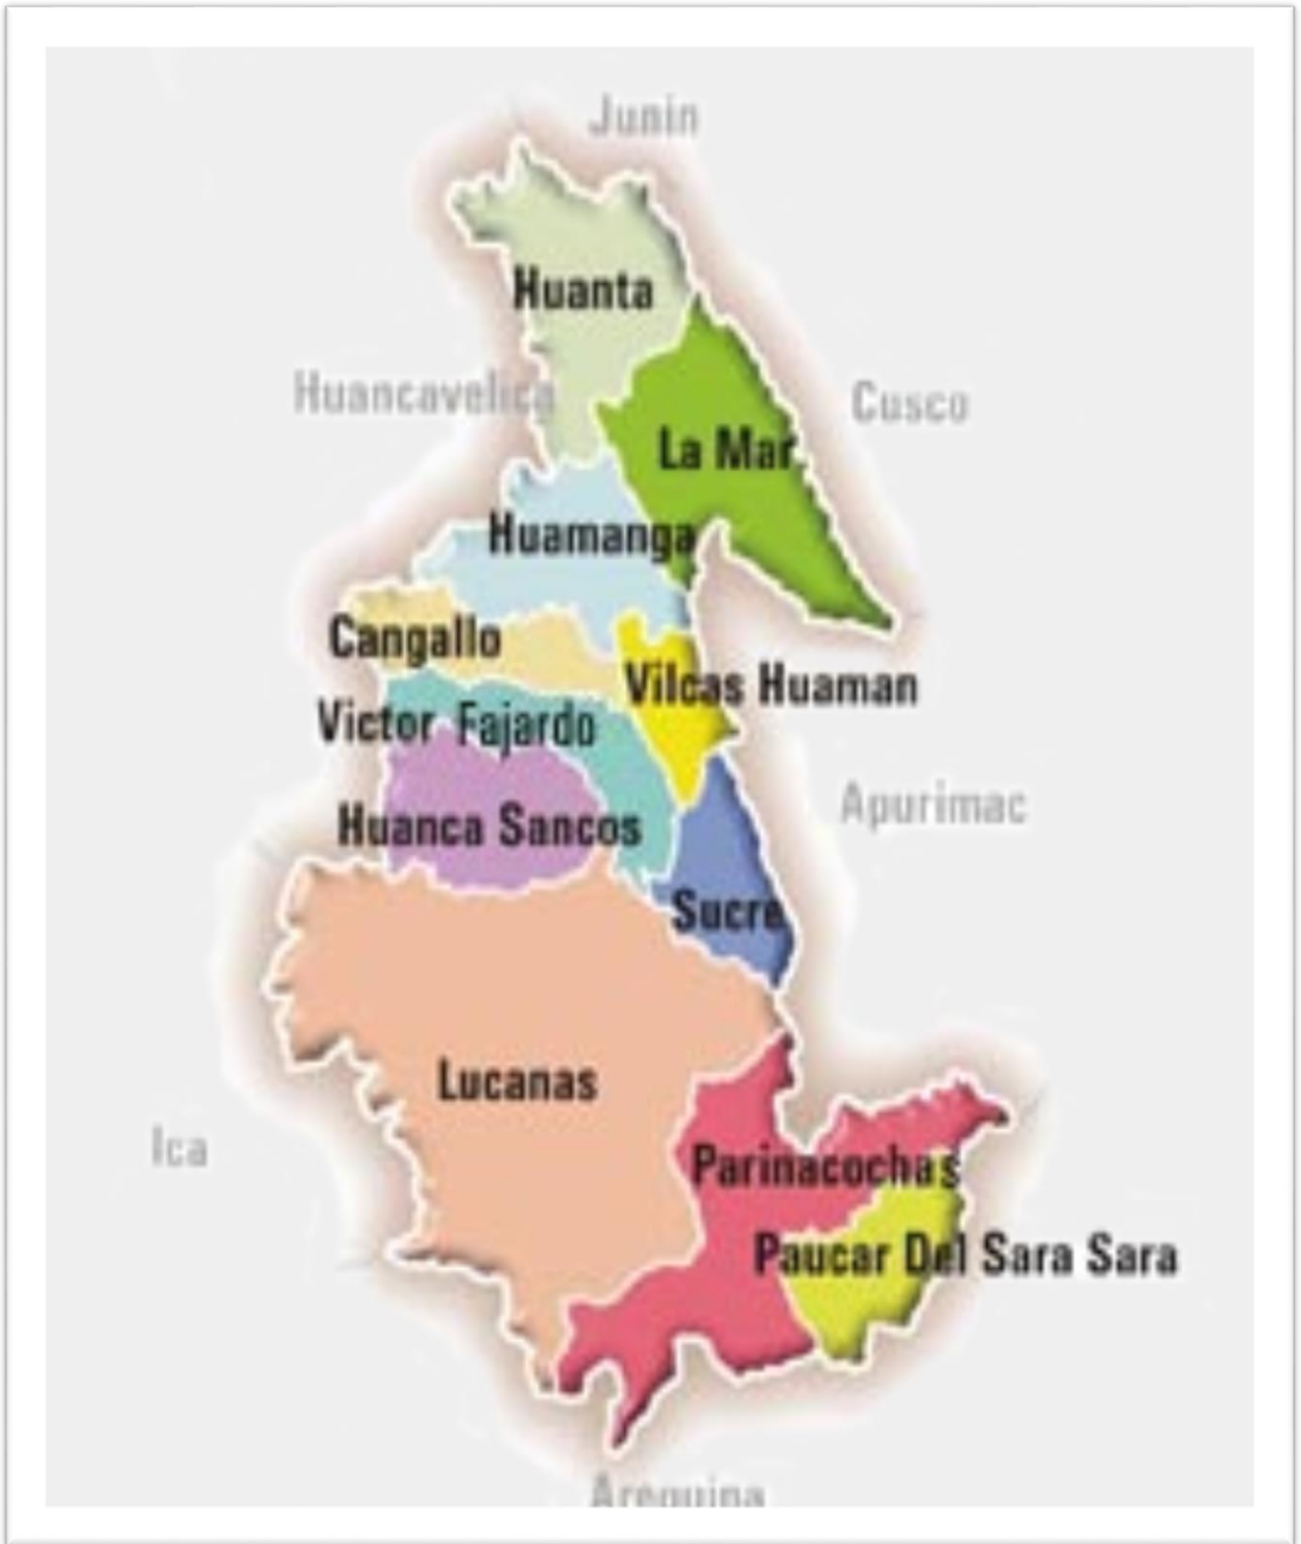 Junin
Huanta
Huancavelica
Cusco
La Mar
Huamanga
Cangallo
Vilcas Huaman
Victor Fajardo
Apurimac
Huanca Sancos
Sucre
Lucanas
Ica
Parinacochas
Paucar Del Sara Sara
Arequipa